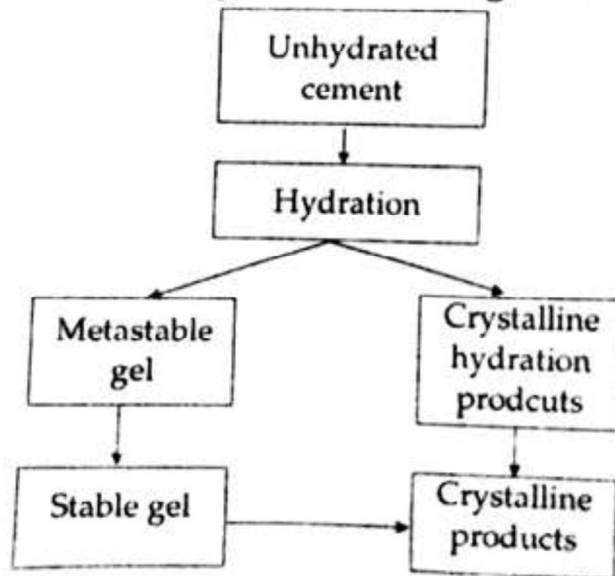 Unhydrated
cement
Hydration
Metastable
gel
Crystalline
hydration
prodcuts
Stable gel
Crystalline
products